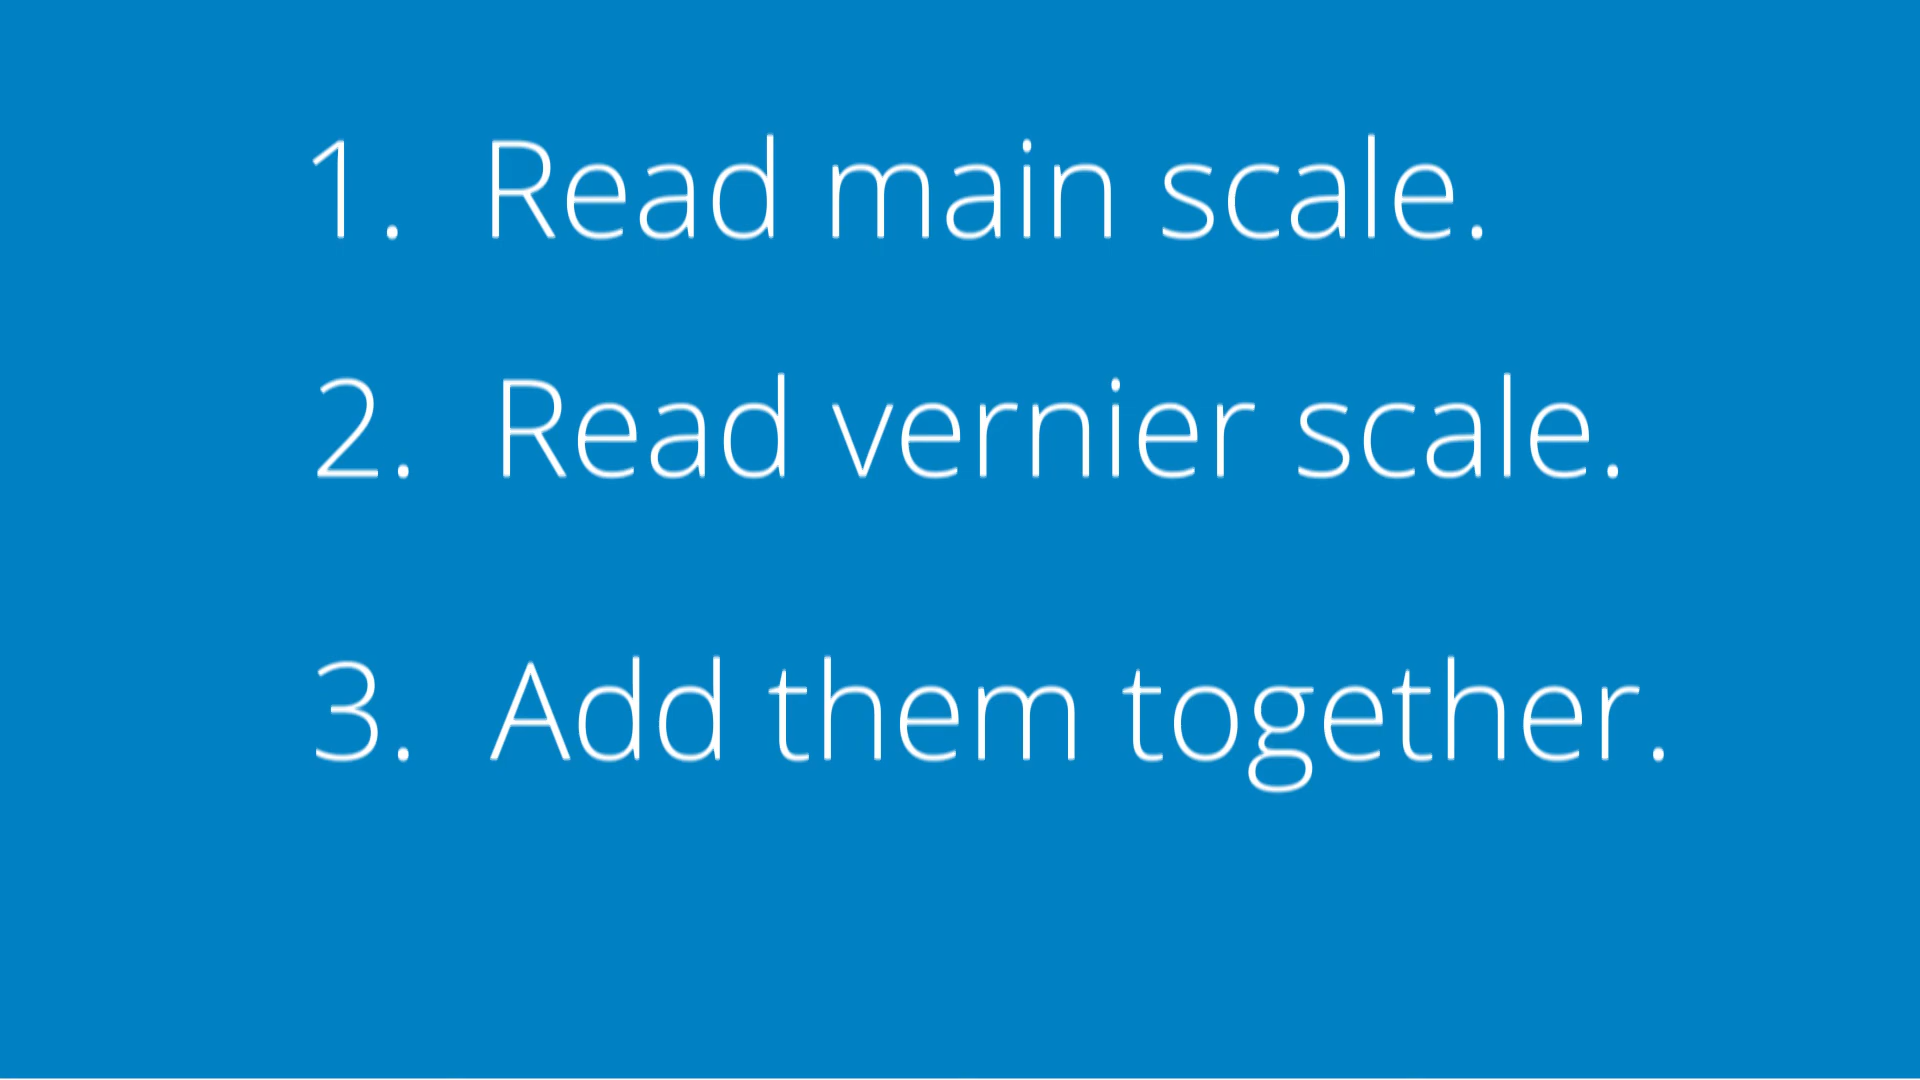 1. Read main scale.
2. Read vernier scale.
3. Add them together.